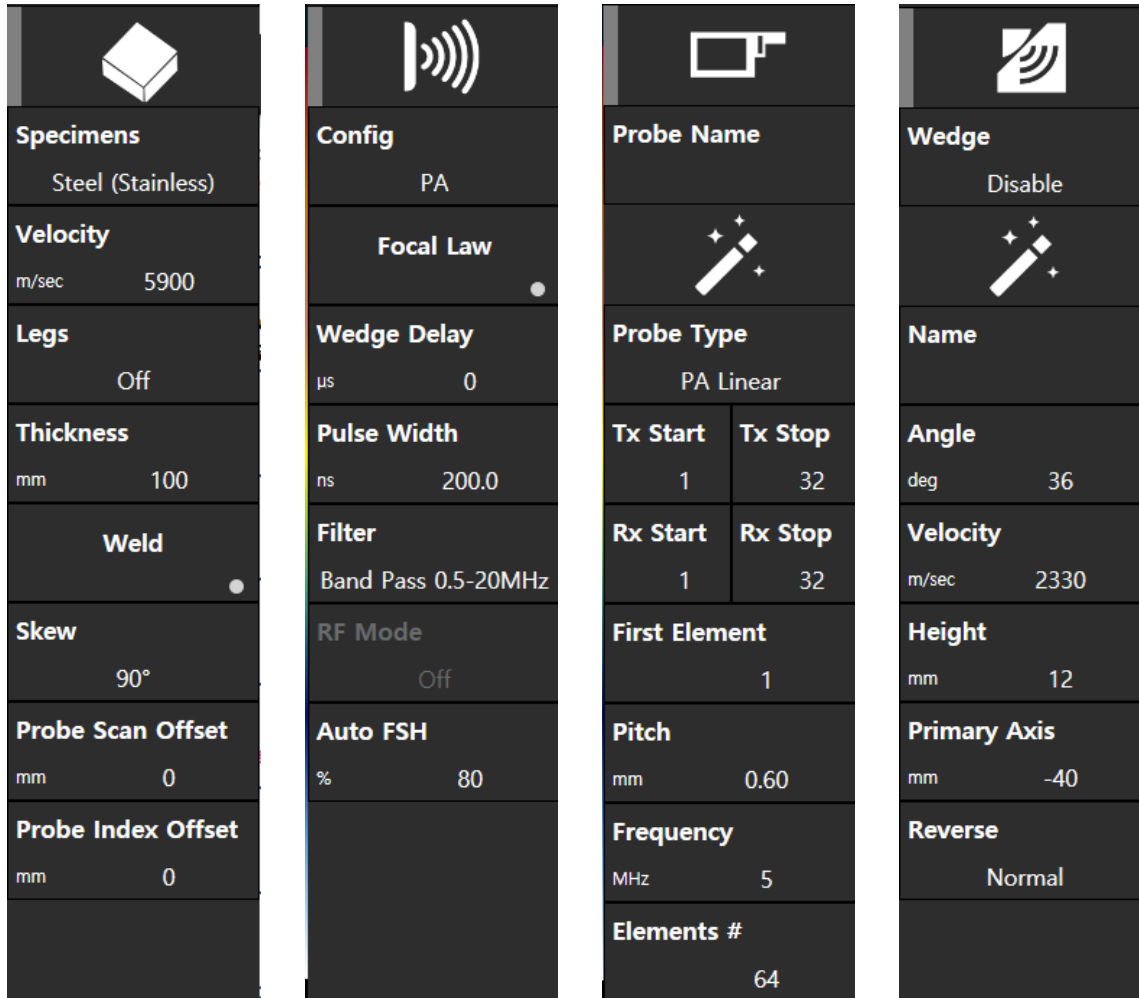 Specimens
Steel (Stainless)
Velocity
m/sec 5900
Legs
Off
Thickness
mm 100
Weld
Skew
90°
Probe Scan Offset
mm 0
Probe Index Offset
mm 0
Config
PA
Focal Law
Wedge Delay
µs 0
Pulse Width
ns 200.0
Filter
Band Pass 0.5-20MHz
RF Mode
Off
Auto FSH
% 80
Probe Name
Probe Type
PA Linear
Tx Start Tx Stop
1 32
Rx Start Rx Stop
1 32
First Element
1
Pitch
mm 0.60
Frequency
MHz 5
Elements #
64
Wedge
Disable
Name
Angle
deg 36
Velocity
m/sec 2330
Height
mm 12
Primary Axis
mm -40
Reverse
Normal